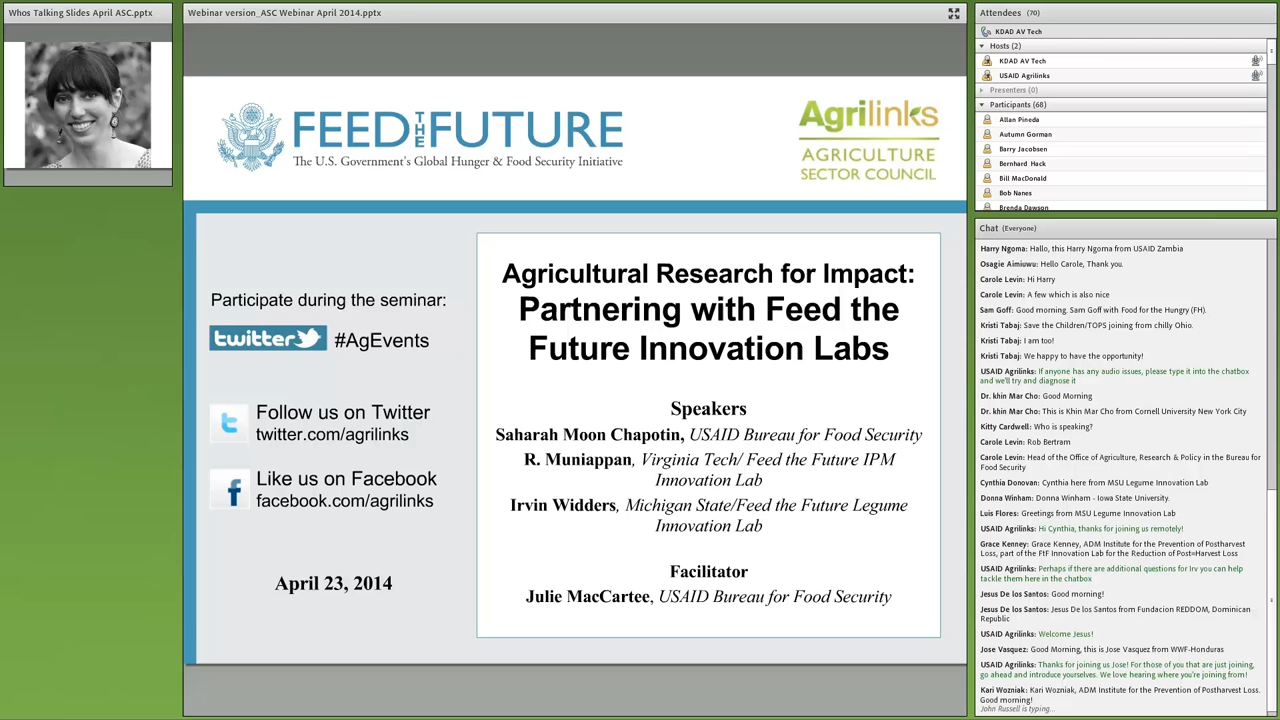 Whos Talking Slides April ASC.pptx
Webinar version_ASC Webinar April 2014.pptx
FEED THE FUTURE
The U.S. Government's Global Hunger & Food Security Initiative
Agrilinks
AGRICULTURE
SECTOR COUNCIL
Participate during the seminar:
twitter #AgEvents
Follow us on Twitter
twitter.com/agrilinks
Like us on Facebook
facebook.com/agrilinks
April 23, 2014
Agricultural Research for Impact:
Partnering with Feed the
Future Innovation Labs
Speakers
Saharah Moon Chapotin, USAID Bureau for Food Security
R. Muniappan, Virginia Tech/ Feed the Future IPM
Innovation Lab
Irvin Widders, Michigan State/Feed the Future Legume
Innovation Lab
Facilitator
Julie MacCartee, USAID Bureau for Food Security
Attendees (70)
KDAD AV Tech
Hosts (2)
KDAD AV Tech
USAID Agrilinks
Presenters (0)
Participants (68)
Allan Pineda
Autumn Gorman
Barry Jacobsen
Bernhard Hack
Bill MacDonald
Bob Nanes
Brenda Dawson
Chat (Everyone)
Harry Ngoma: Hallo, this Harry Ngoma from USAID Zambia
Osagie Aimiuwu: Hello Carole, Thank you.
Carole Levin: Hi Harry
Carole Levin: A few which is also nice
Sam Goff: Good morning. Sam Goff with Food for the Hungry (FH).
Kristi Tabaj: Save the Children/TOPS joining from chilly Ohio.
Kristi Tabaj: I am too!
Kristi Tabaj: We happy to have the opportunity!
USAID Agrilinks: If anyone has any audio issues, please type it into the chatbox
and we'll try and diagnose it
Dr. khin Mar Cho: Good Morning
Dr. khin Mar Cho: This is Khin Mar Cho from Cornell University New York City
Kitty Cardwell: Who is speaking?
Carole Levin: Rob Bertram
Carole Levin: Head of the Office of Agriculture, Research & Policy in the Bureau for
Food Security
Cynthia Donovan: Cynthia here from MSU Legume Innovation Lab
Donna Winham: Donna Winham - Iowa State University.
Luis Flores: Greetings from MSU Legume Innovation Lab
USAID Agrilinks: Hi Cynthia, thanks for joining us remotely!
Grace Kenney: Grace Kenney, ADM Institute for the Prevention of Postharvest
Loss, part of the FtF Innovation Lab for the Reduction of Post=Harvest Loss
USAID Agrilinks: Perhaps if there are additional questions for Irv you can help
tackle them here in the chatbox
Jesus De los Santos: Good morning!
Jesus De los Santos: Jesus De los Santos from Fundacion REDDOM, Dominican
Republic
USAID Agrilinks: Welcome Jesus!
Jose Vasquez: Good Morning, this is Jose Vasquez from WWF-Honduras
USAID Agrilinks: Thanks for joining us Jose! For those of you that are just joining,
go ahead and introduce yourselves. We love hearing where you're joining from!
Kari Wozniak: Kari Wozniak, ADM Institute for the Prevention of Postharvest Loss.
Good morning!
John Russell is typing...